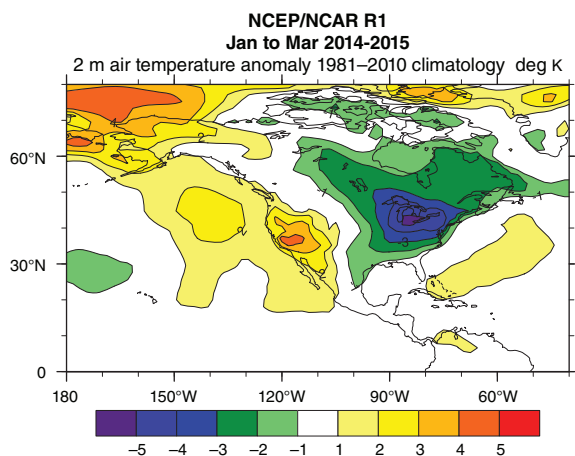 NCEP/NCAR R1
Jan to Mar 2014-2015
2 m air temperature anomaly 1981–2010 climatology deg K
60°N
30°N
0
180 150°W 120°W 90°W 60°W
−5 −4 −3 −2 −1 1 2 3 4 5